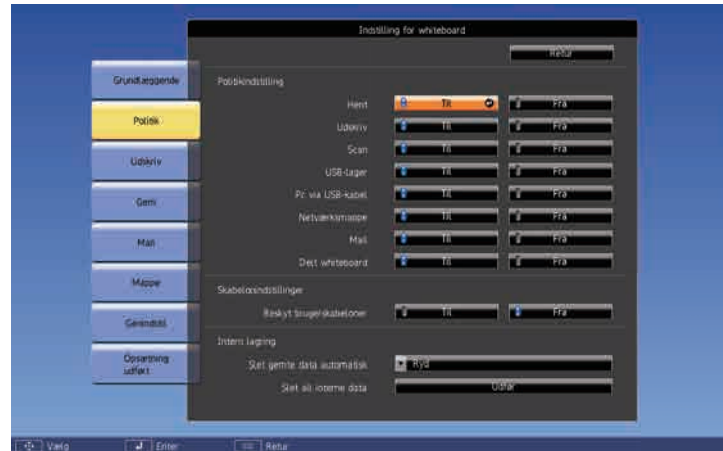 Indstilling for whiteboard
Retur
Grundlæggende
Politik
Udskriv
Gem
Mail
Mappe
Genindstil
Opsætning
udført
Politikindstilling
Hent Til Fra
Udskriv Til Fra
Scan Til Fra
USB-lager Til Fra
Pr. via USB-kabel Til Fra
Netværksmappe Til Fra
Mail Til Fra
Delt whiteboard Til Fra
Skabelonindstillinger
Beskyt brugerskabeloner Til Fra
Intern lagring
Slet gemte data automatisk Ryd
Slet all interne data Udfør
Vælg Enter Retur